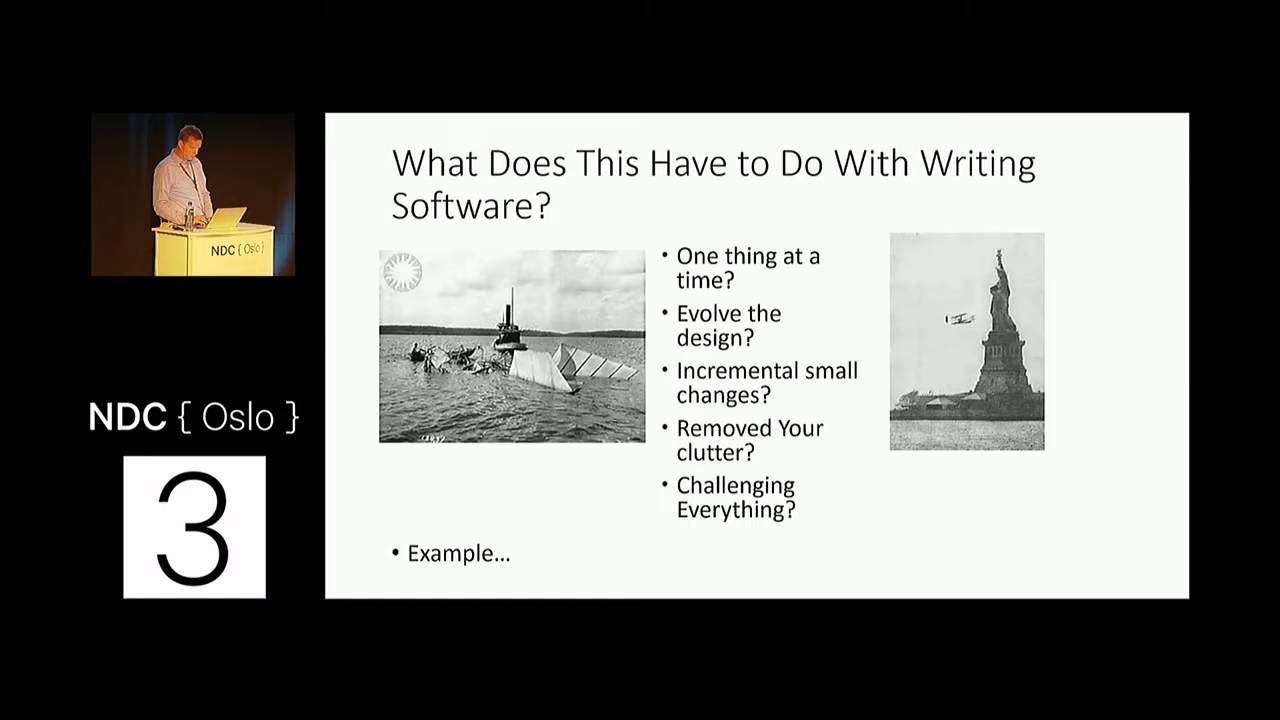 What Does This Have to Do With Writing
Software?
• One thing at a
time?
• Evolve the
design?
• Incremental small
changes?
• Removed Your
clutter?
• Challenging
Everything?
• Example...
NDC { Oslo }
NDC { Oslo }
3